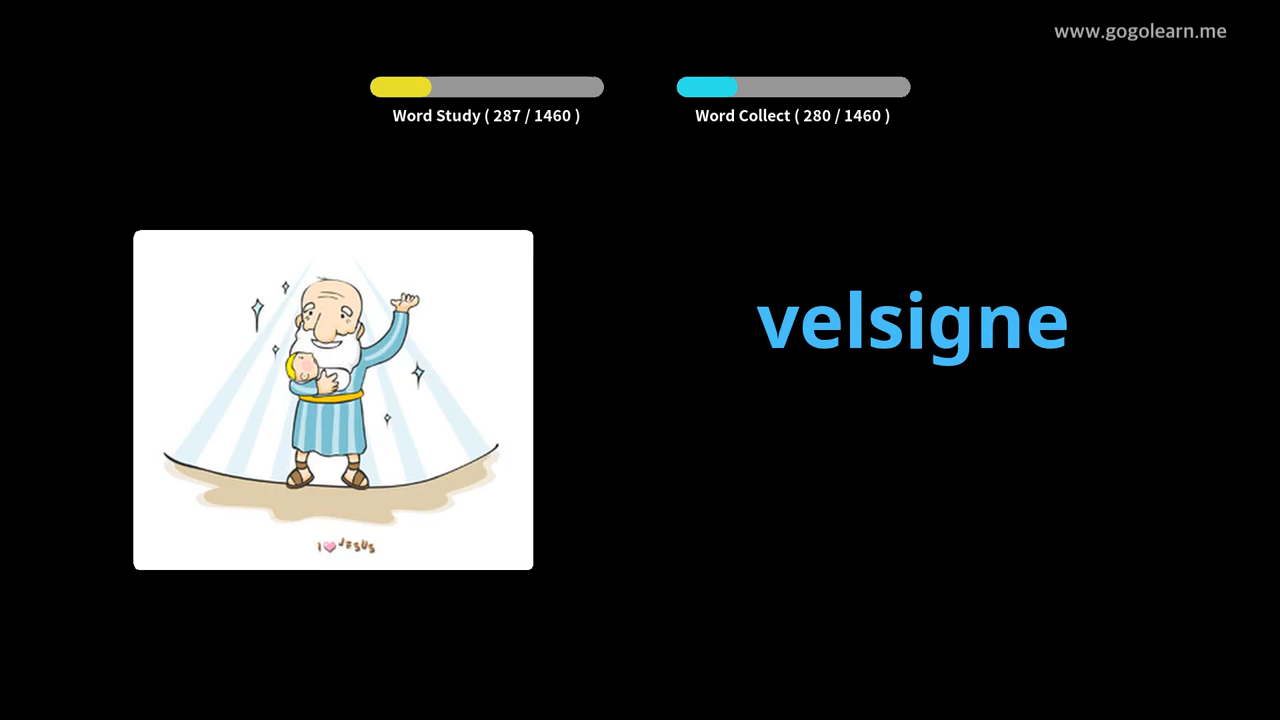 www.gogolearn.me
Word Study ( 287 / 1460 )
Word Collect ( 280 / 1460 )
velsigne
I ♥ JESUS